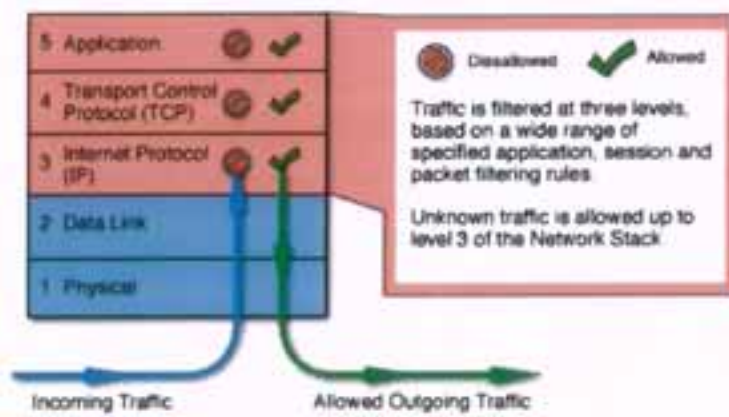 5 Application
4 Transport Control
Protocol (TCP)
3 Internet Protocol
(IP)
2 Data Link
1 Physical
Disallowed
Allowed
Traffic is filtered at three levels,
based on a wide range of
specified application, session and
packet filtering rules
Unknown traffic is allowed up to
level 3 of the Network Stack
Incoming Traffic
Allowed Outgoing Traffic